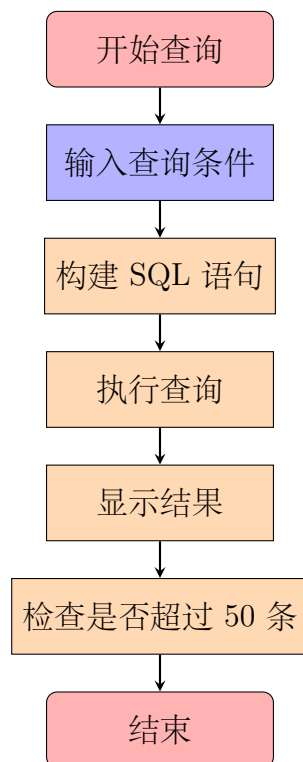 开始查询
输入查询条件
构建 SQL 语句
执行查询
显示结果
检查是否超过 50 条
结束